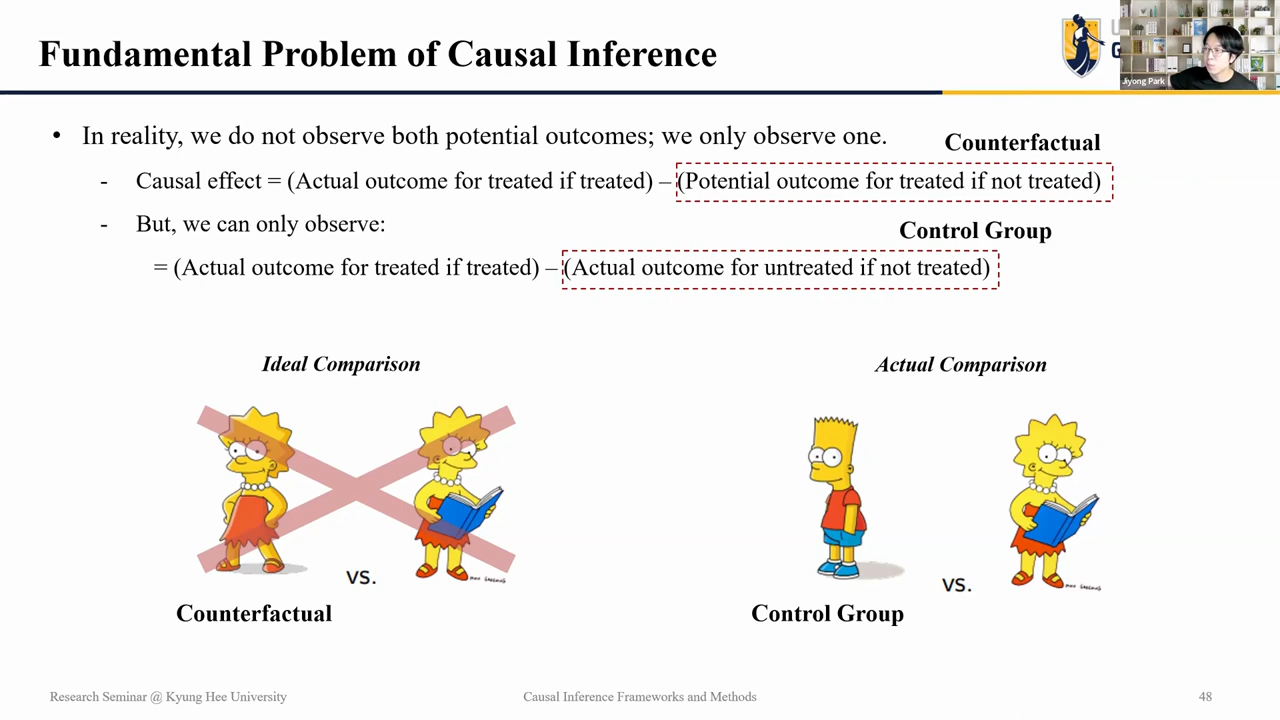 Fundamental Problem of Causal Inference
Jiyong Park
• In reality, we do not observe both potential outcomes; we only observe one.
Counterfactual
- Causal effect = (Actual outcome for treated if treated) – (Potential outcome for treated if not treated)
- But, we can only observe:
Control Group
= (Actual outcome for treated if treated) – (Actual outcome for untreated if not treated)
Ideal Comparison
Actual Comparison
vs.
vs.
Counterfactual
Control Group
Research Seminar @ Kyung Hee University
Causal Inference Frameworks and Methods
48